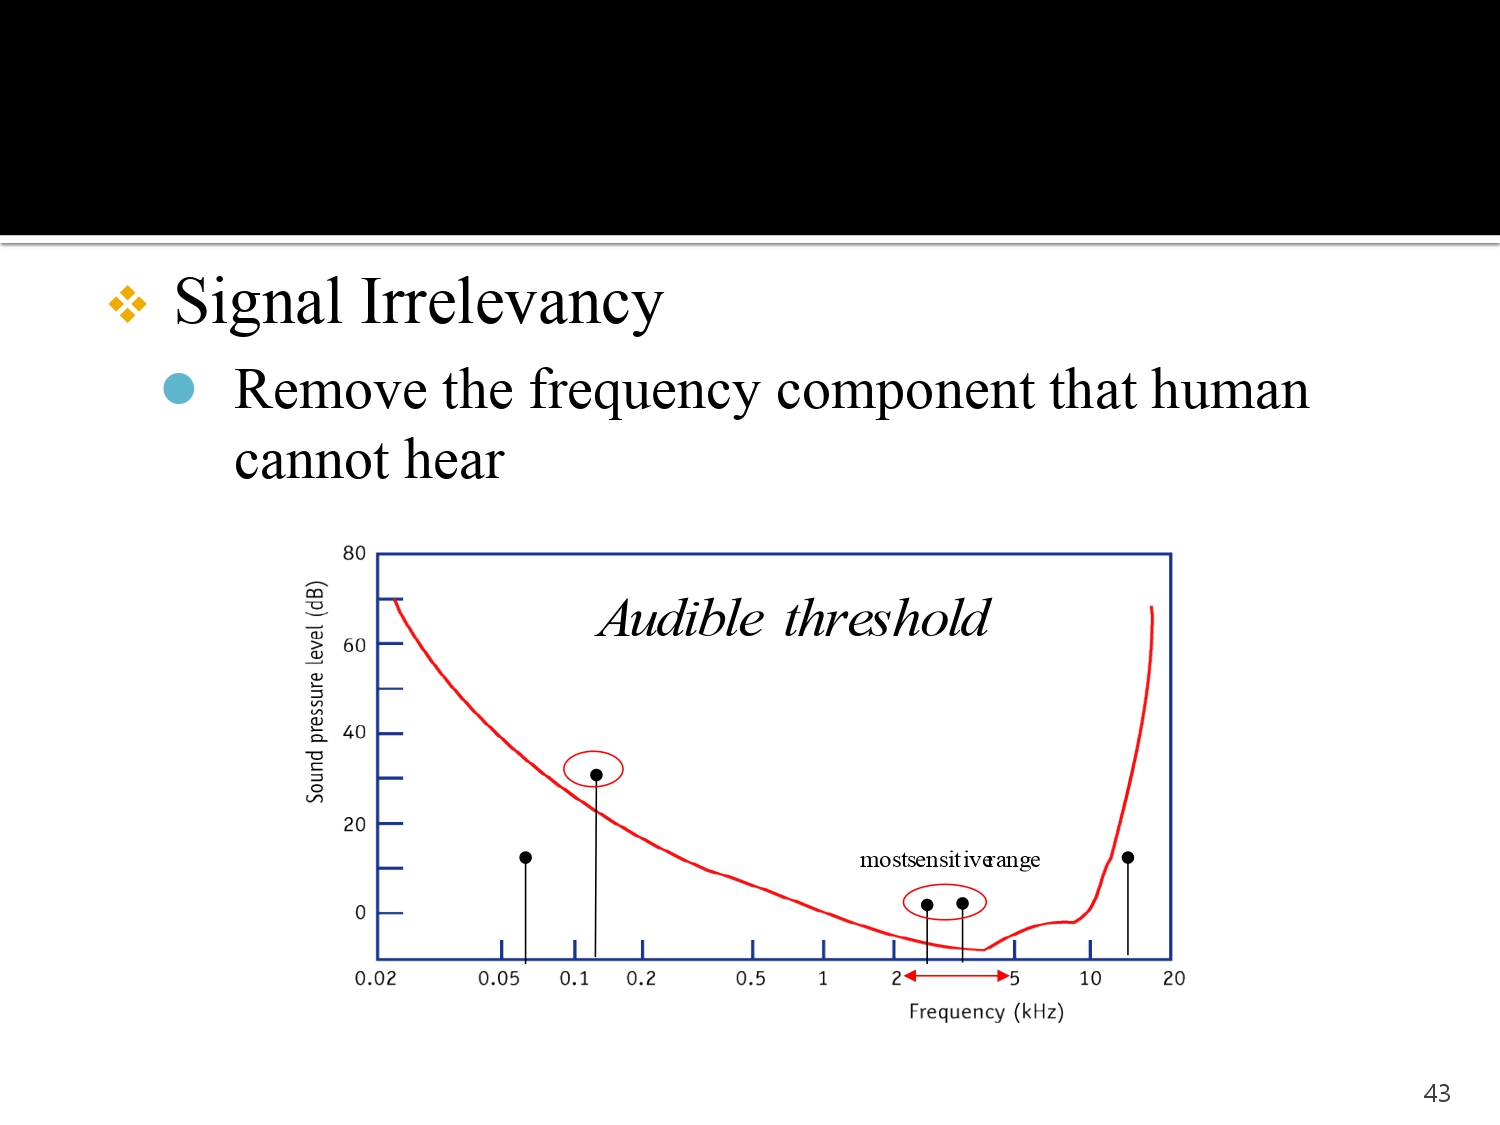 Signal Irrelevancy
Remove the frequency component that human
cannot hear
80
60
40
20
0
Sound pressure level (dB)
Audible threshold
mostsensitiverange
0.02 0.05 0.1 0.2 0.5 1 2 5 10 20
Frequency (kHz)
43